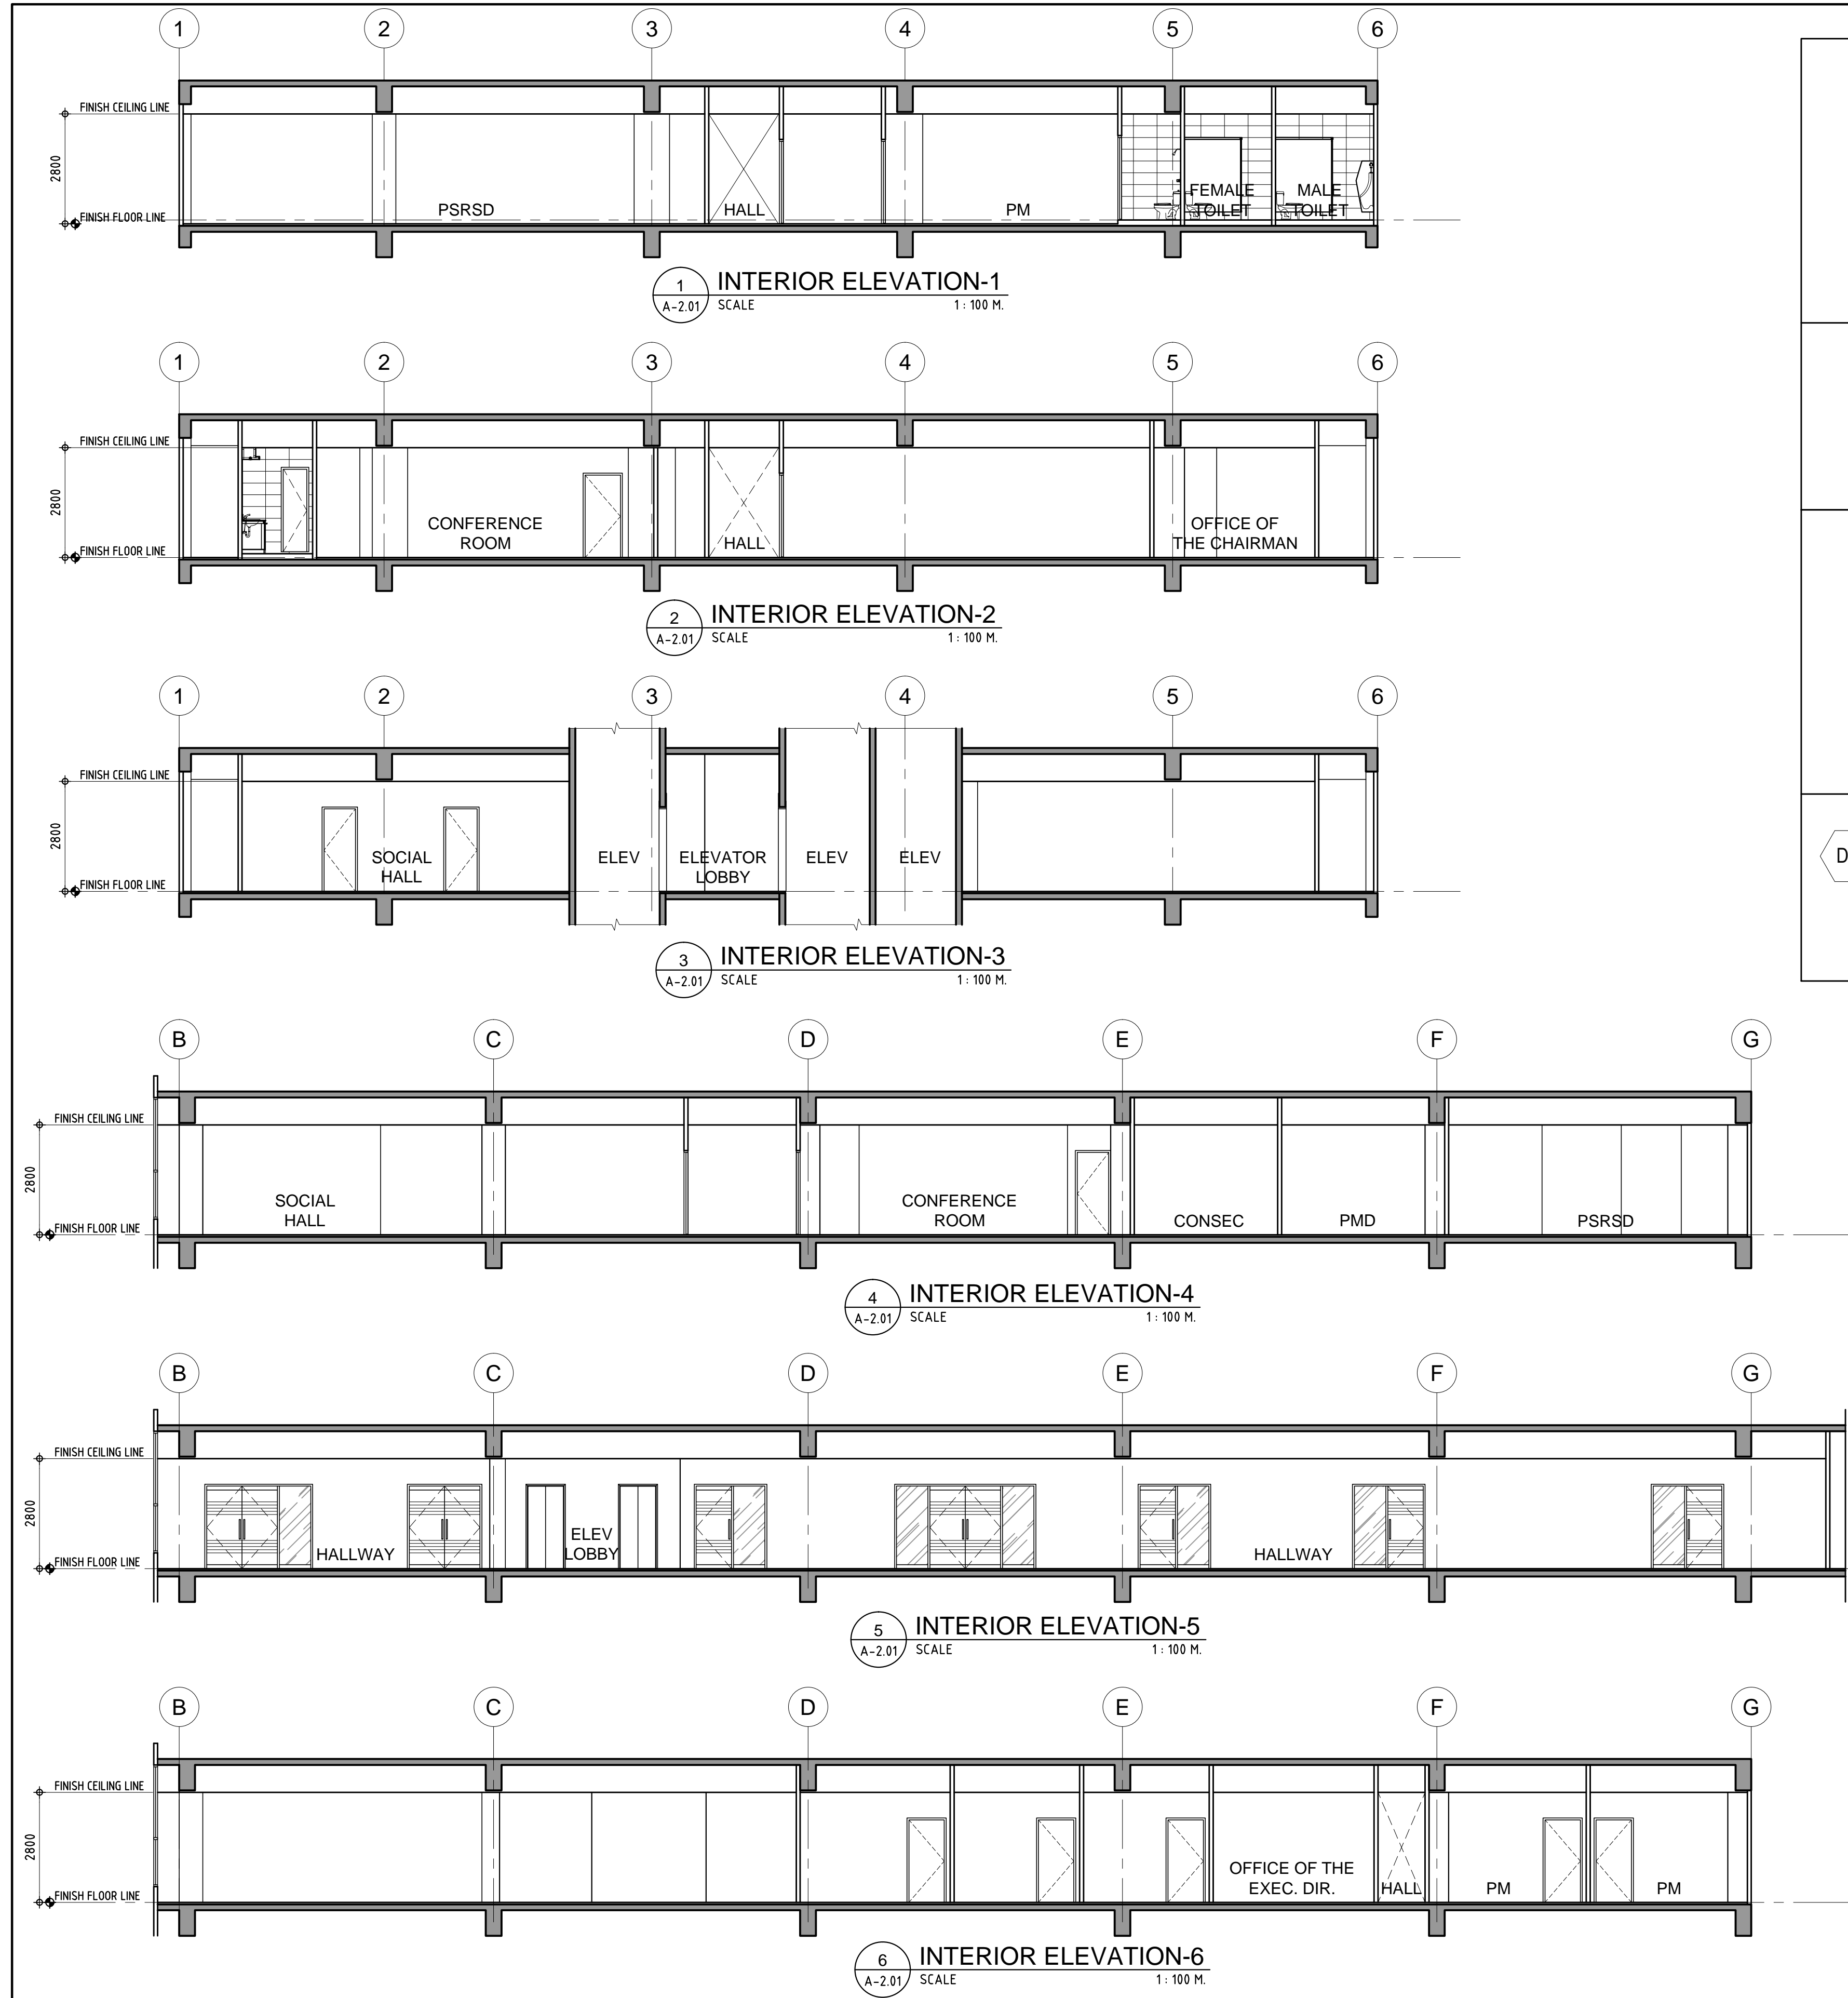 1 2 3 4 5 6
FINISH CEILING LINE
2800
FINISH FLOOR LINE
PSRSD
HALL
PM
FEMALE
TOILET
MALE
TOILET
1
A-2.01
INTERIOR ELEVATION-1
SCALE 1 : 100 M.
1 2 3 4 5 6
FINISH CEILING LINE
2800
FINISH FLOOR LINE
CONFERENCE
ROOM
HALL
OFFICE OF
THE CHAIRMAN
2
A-2.01
INTERIOR ELEVATION-2
SCALE 1 : 100 M.
1 2 3 4 5 6
FINISH CEILING LINE
2800
FINISH FLOOR LINE
SOCIAL
HALL
ELEV
ELEVATOR
LOBBY
ELEV
ELEV
D
3
A-2.01
INTERIOR ELEVATION-3
SCALE 1 : 100 M.
B C D E F G
FINISH CEILING LINE
2800
FINISH FLOOR LINE
SOCIAL
HALL
CONFERENCE
ROOM
CONSEC
PMD
PSRSD
4
A-2.01
INTERIOR ELEVATION-4
SCALE 1 : 100 M.
B C D E F G
FINISH CEILING LINE
2800
FINISH FLOOR LINE
HALLWAY
ELEV
LOBBY
HALLWAY
5
A-2.01
INTERIOR ELEVATION-5
SCALE 1 : 100 M.
B C D E F G
FINISH CEILING LINE
2800
FINISH FLOOR LINE
OFFICE OF THE
EXEC. DIR.
HALL
PM
PM
6
A-2.01
INTERIOR ELEVATION-6
SCALE 1 : 100 M.